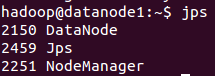 hadoop@datanode1:~$ jps
2150 DataNode
2459 Jps
2251 NodeManager